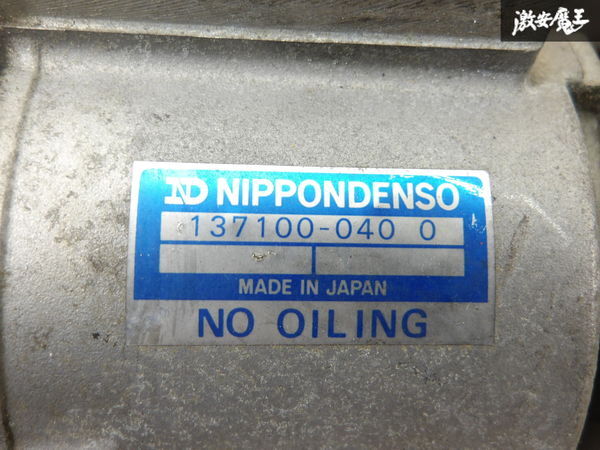 激安魔王
ND NIPPONDENSO
137100-040 0
MADE IN JAPAN
NO OILING